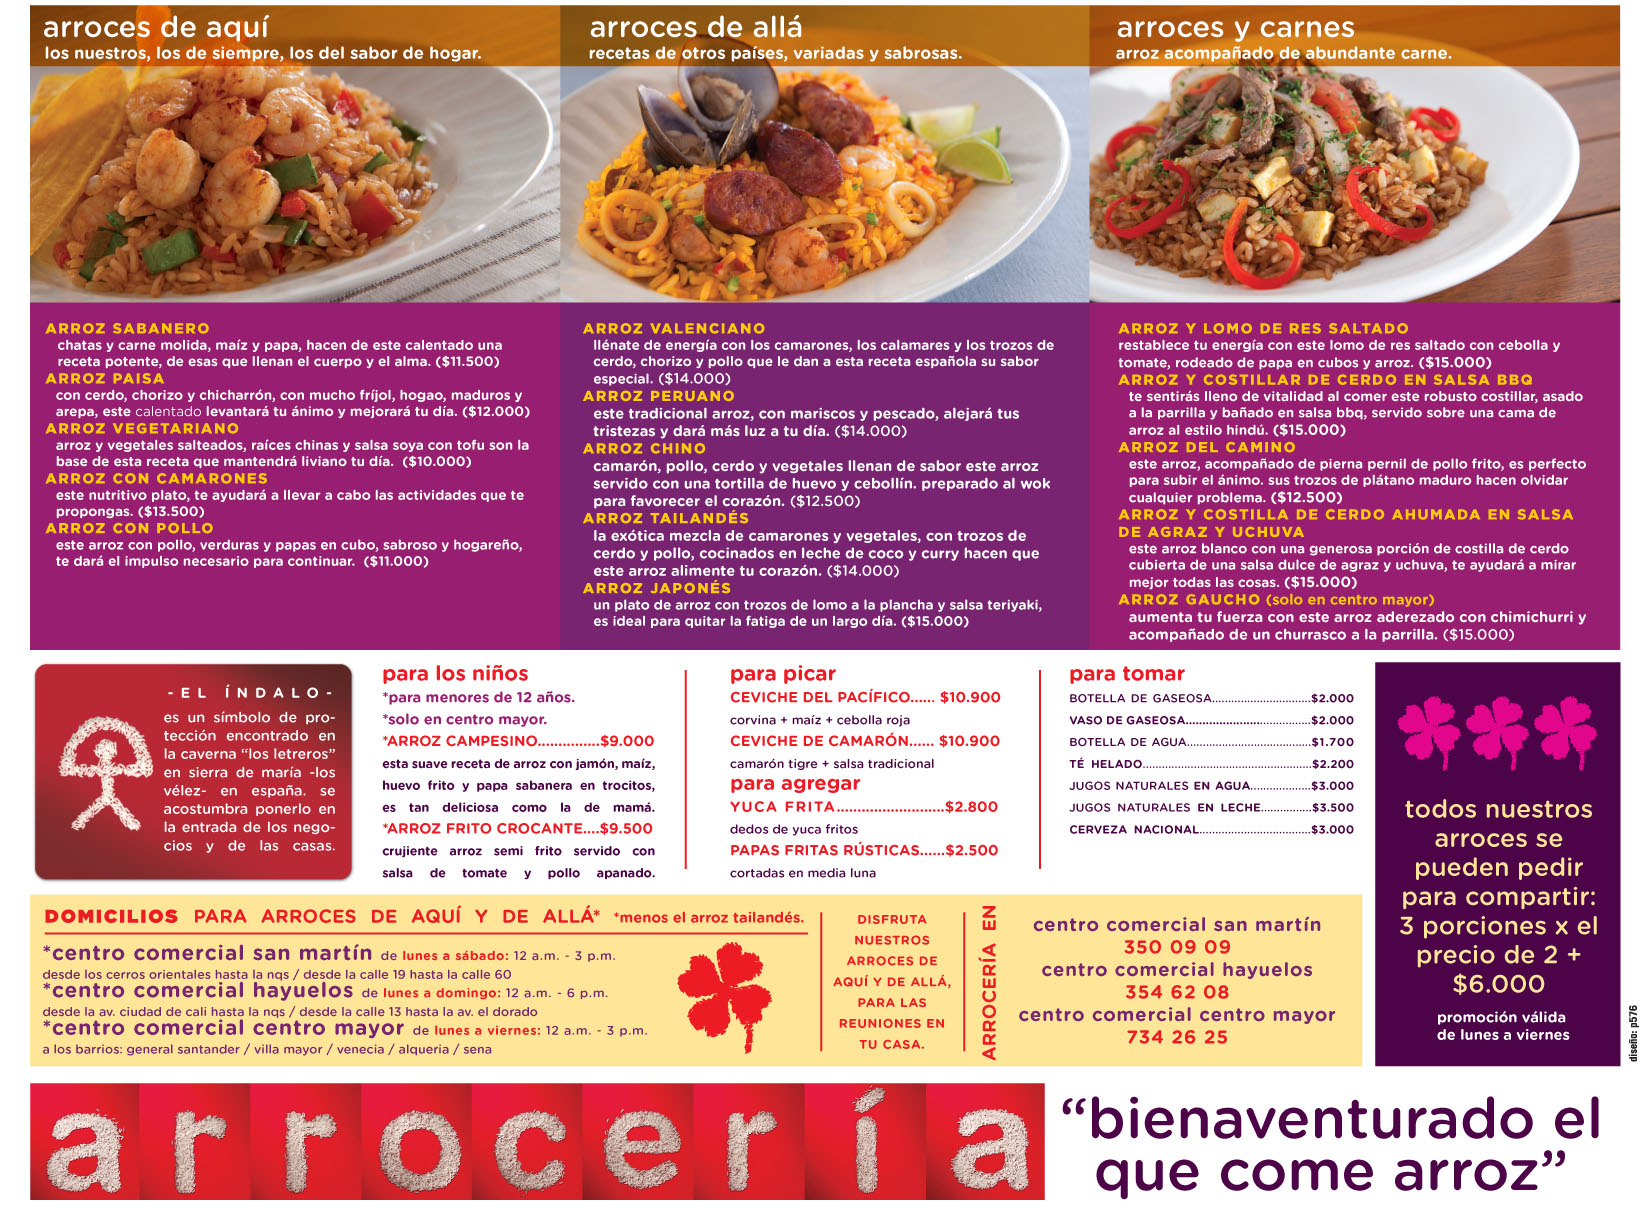 arroces de aquí
los nuestros, los de siempre, los del sabor de hogar.
ARROZ SABANERO
chatas y carne molida, maíz y papa, hacen de este calentado una
receta potente, de esas que llenan el cuerpo y el alma. ($11.500)
ARROZ PAISA
con cerdo, chorizo y chicharrón, con mucho fríjol, hogao, maduros y
arepa, este calentado levantará tu ánimo y mejorará tu día. ($12.000)
ARROZ VEGETARIANO
arroz y vegetales salteados, raíces chinas y salsa soya con tofu son la
base de esta receta que mantendrá liviano tu día. ($10.000)
ARROZ CON CAMARONES
este nutritivo plato, te ayudará a llevar a cabo las actividades que te
propongas. ($13.500)
ARROZ CON POLLO
este arroz con pollo, verduras y papas en cubo, sabroso y hogareño,
te dará el impulso necesario para continuar. ($11.000)
arroces de allá
recetas de otros países, variadas y sabrosas.
ARROZ VALENCIANO
llénate de energía con los camarones, los calamares y los trozos de
cerdo, chorizo y pollo que le dan a esta receta española su sabor
especial. ($14.000)
ARROZ PERUANO
este tradicional arroz, con mariscos y pescado, alejará tus
tristezas y dará más luz a tu día. ($14.000)
ARROZ CHINO
camarón, pollo, cerdo y vegetales llenan de sabor este arroz
servido con una tortilla de huevo y cebollín. preparado al wok
para favorecer el corazón. ($12.500)
ARROZ TAILANDÉS
la exótica mezcla de camarones y vegetales, con trozos de
cerdo y pollo, cocinados en leche de coco y curry hacen que
este arroz alimente tu corazón. ($14.000)
ARROZ JAPONÉS
un plato de arroz con trozos de lomo a la plancha y salsa teriyaki,
es ideal para quitar la fatiga de un largo día. ($15.000)
arroces y carnes
arroz acompañado de abundante carne.
ARROZ Y LOMO DE RES SALTADO
restablece tu energía con este lomo de res saltado con cebolla y
tomate, rodeado de papa en cubos y arroz. ($15.000)
ARROZ Y COSTILLAR DE CERDO EN SALSA BBQ
te sentirás lleno de vitalidad al comer este robusto costillar, asado
a la parrilla y bañado en salsa bbq, servido sobre una cama de
arroz al estilo hindú. ($15.000)
ARROZ DEL CAMINO
este arroz, acompañado de pierna pernil de pollo frito, es perfecto
para subir el ánimo. sus trozos de plátano maduro hacen olvidar
cualquier problema. ($12.500)
ARROZ Y COSTILLA DE CERDO AHUMADA EN SALSA
DE AGRAZ Y UCHUVA
este arroz blanco con una generosa porción de costilla de cerdo
cubierta de una salsa dulce de agraz y uchuva, te ayudará a mirar
mejor todas las cosas. ($15.000)
ARROZ GAUCHO (solo en centro mayor)
aumenta tu fuerza con este arroz aderezado con chimichurri y
acompañado de un churrasco a la parrilla. ($15.000)
-EL ÍNDALO-
es un símbolo de pro-
tección encontrado en
la caverna “los letreros”
en sierra de maría -los
vélez- en españa. se
acostumbra ponerlo en
la entrada de los nego-
cios y de las casas.
para los niños
*para menores de 12 años.
*solo en centro mayor.
*ARROZ CAMPESINO...............$9.000
esta suave receta de arroz con jamón, maíz,
huevo frito y papa sabanera en trocitos,
es tan deliciosa como la de mamá.
*ARROZ FRITO CROCANTE....$9.500
crujiente arroz semi frito servido con
salsa de tomate y pollo apanado.
para picar
CEVICHE DEL PACÍFICO...... $10.900
corvina + maíz + cebolla roja
CEVICHE DE CAMARÓN...... $10.900
camarón tigre + salsa tradicional
para agregar
YUCA FRITA..........................$2.800
dedos de yuca fritos
PAPAS FRITAS RÚSTICAS......$2.500
cortadas en media luna
para tomar
BOTELLA DE GASEOSA...............................$2.000
VASO DE GASEOSA.......................................$2.000
BOTELLA DE AGUA.......................................$1.700
TÉ HELADO.....................................................$2.200
JUGOS NATURALES EN AGUA...................$3.000
JUGOS NATURALES EN LECHE................$3.500
CERVEZA NACIONAL...................................$3.000
todos nuestros
arroces se
pueden pedir
para compartir:
3 porciones x el
precio de 2 +
$6.000
promoción válida
de lunes a viernes
diseño: p576
DOMICILIOS PARA ARROCES DE AQUÍ Y DE ALLÁ* *menos el arroz tailandés.
*centro comercial san martín de lunes a sábado: 12 a.m. - 3 p.m.
desde los cerros orientales hasta la nqs / desde la calle 19 hasta la calle 60
*centro comercial hayuelos de lunes a domingo: 12 a.m. - 6 p.m.
desde la av. ciudad de cali hasta la nqs / desde la calle 13 hasta la av. el dorado
*centro comercial centro mayor de lunes a viernes: 12 a.m. - 3 p.m.
a los barrios: general santander / villa mayor / venecia / alqueria / sena
DISFRUTA
NUESTROS
ARROCES DE
AQUÍ Y DE ALLÁ,
PARA LAS
REUNIONES EN
TU CASA.
ARROCERÍA EN
centro comercial san martín
350 09 09
centro comercial hayuelos
354 62 08
centro comercial centro mayor
734 26 25
arrocería
“bienaventurado el
que come arroz”